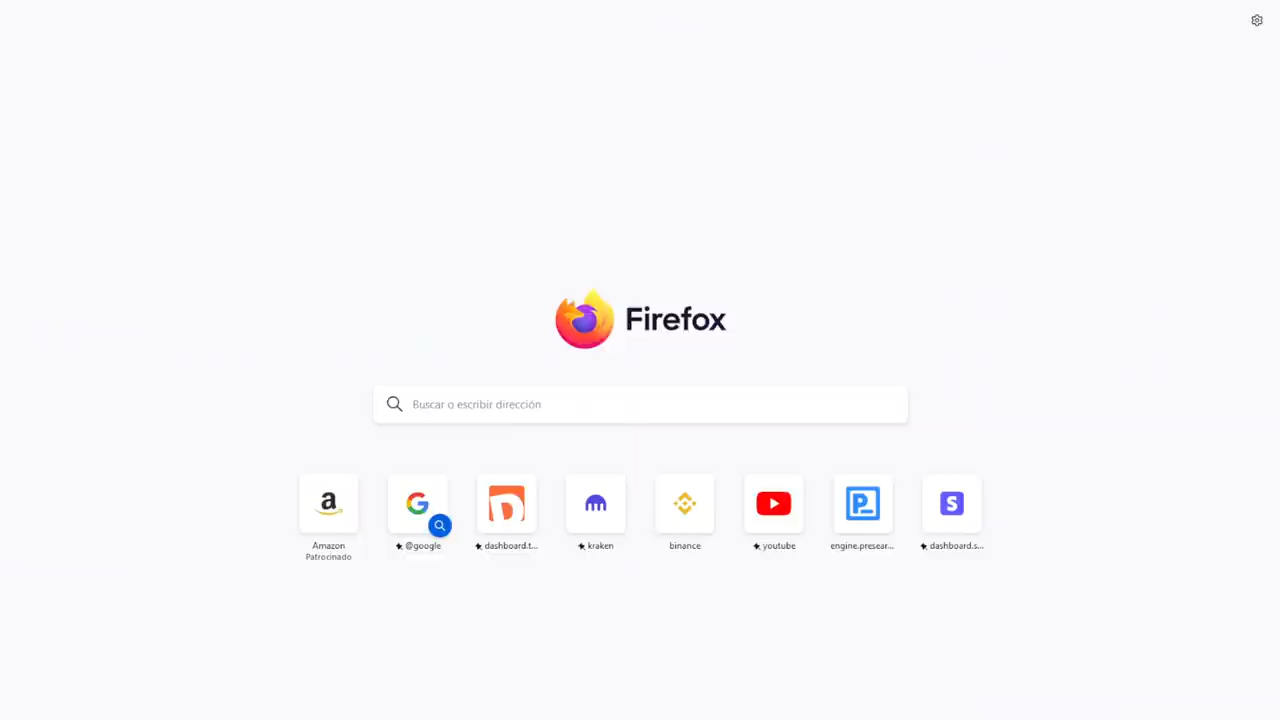 Firefox
Buscar o escribir dirección
Amazon
Patrocinado
@google
dashboard.t...
kraken
binance
youtube
engine.presear...
dashboard.s...